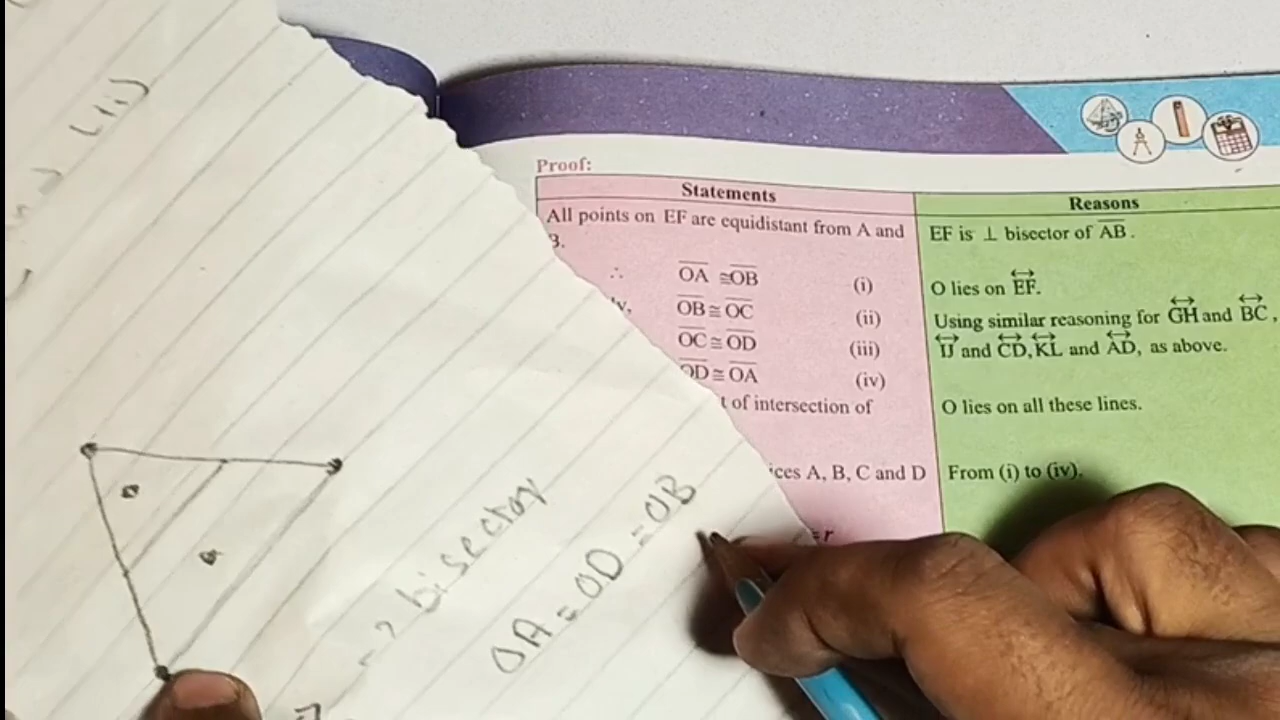 (ii)
Proof:
Statements
Reasons
All points on EF are equidistant from A and
B.
EF is ⊥ bisector of AB.
∴ OA ≅ OB (i)
O lies on EF.
OB ≅ OC (ii)
Using similar reasoning for GH and BC,
OC ≅ OD (iii)
IJ and CD, KL and AD, as above.
OD ≅ OA (iv)
of intersection of
O lies on all these lines.
A, B, C and D
From (i) to (iv).
= r
bisector
OA = OD = OB